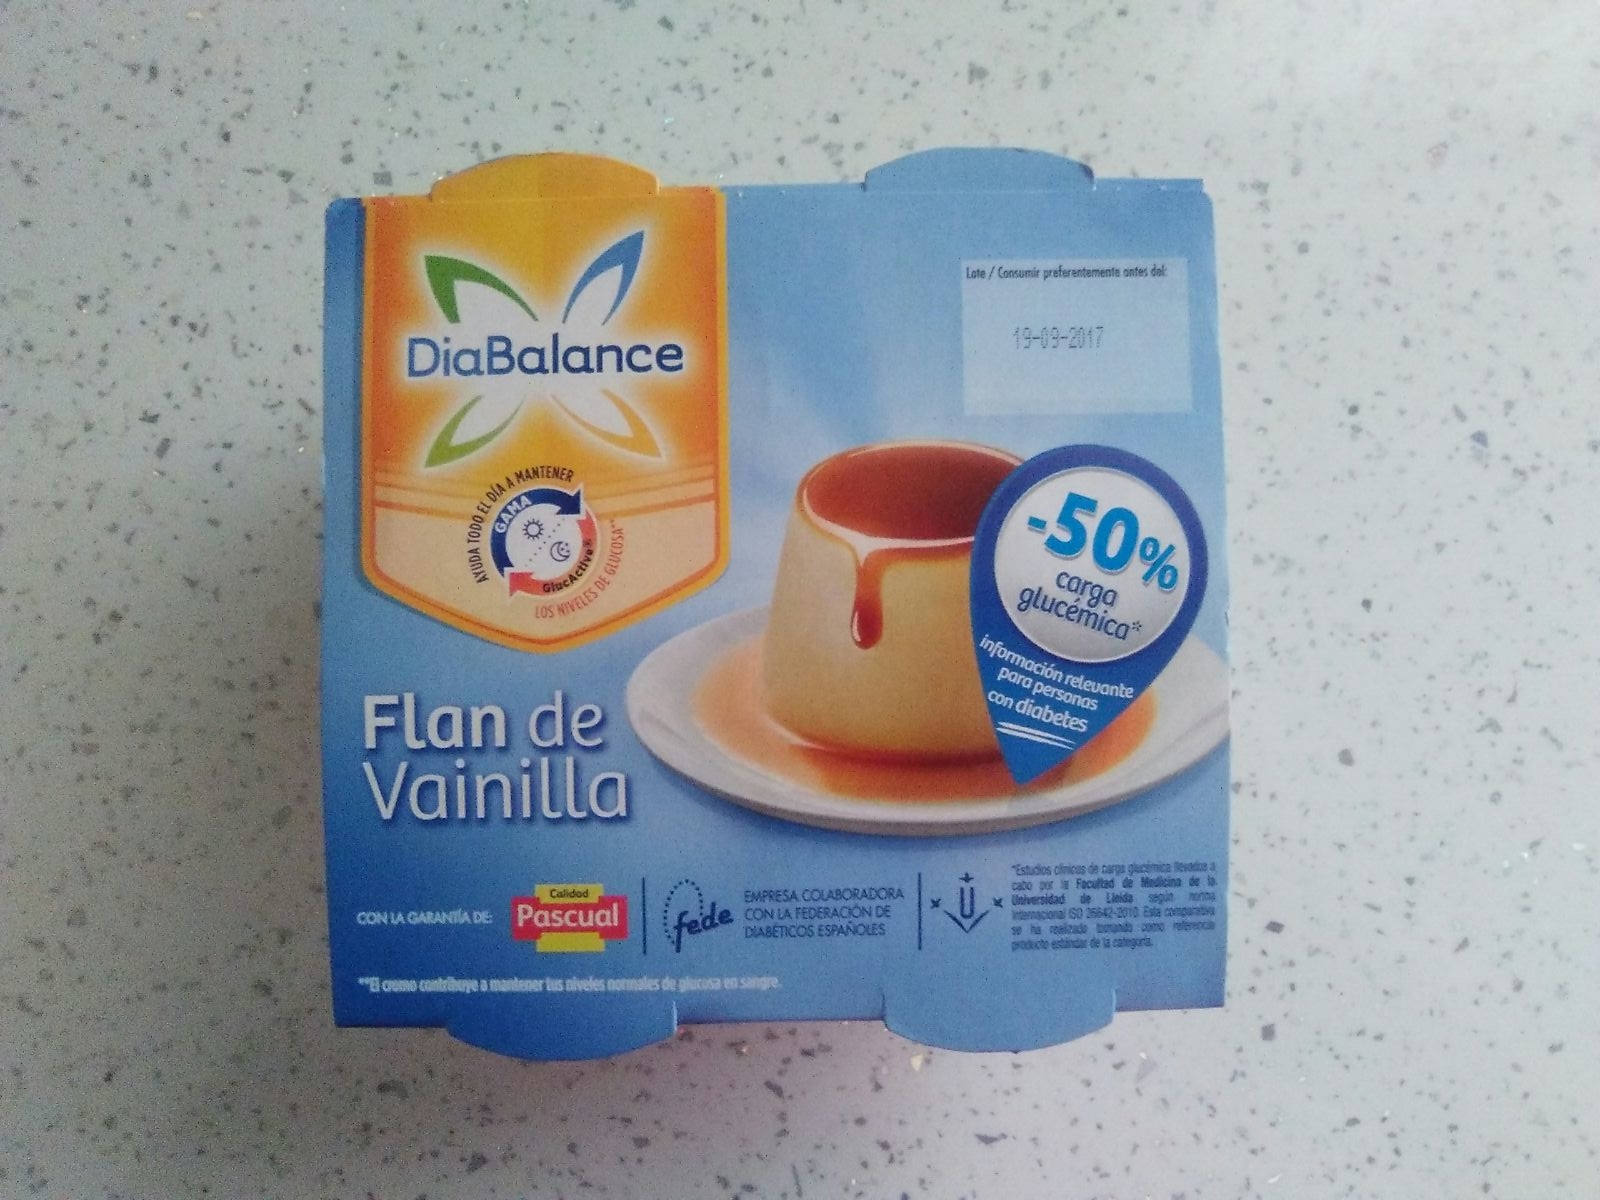 DiaBalance
AYUDA TODO EL DÍA A MANTENER
GAMA
GlucActive®
LOS NIVELES DE GLUCOSA**
Lote / Consumir preferentemente antes del:
19-09-2017
-50%
carga
glucémica*
información relevante
para personas
con diabetes
Flan de
Vainilla
CON LA GARANTÍA DE:
Calidad
Pascual
fede
EMPRESA COLABORADORA
CON LA FEDERACIÓN DE
DIABÉTICOS ESPAÑOLES
U
*Estudios clínicos de carga glucémica llevados a
cabo por la Facultad de Medicina de la
Universidad de Lleida según norma
internacional ISO 26642-2010. Esta comparativa
se ha realizado tomando como referencia
producto estándar de la categoría.
**El cromo contribuye a mantener tus niveles normales de glucosa en sangre.